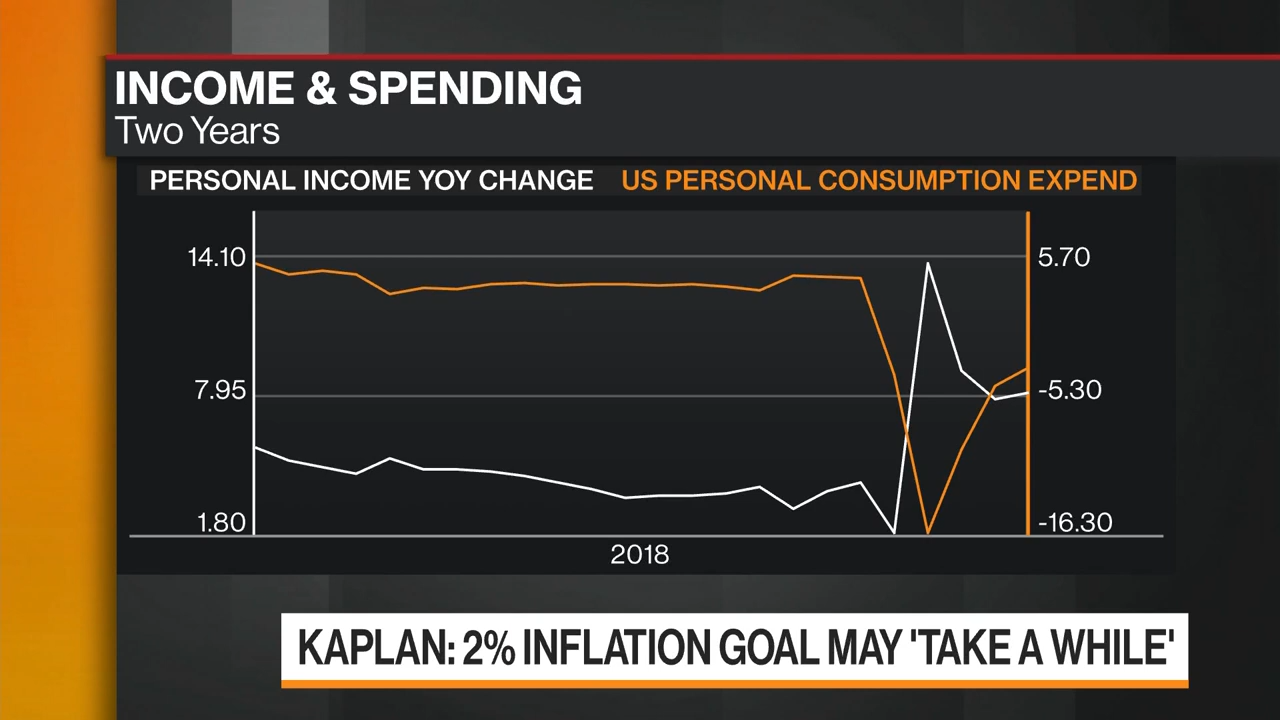 INCOME & SPENDING
Two Years
PERSONAL INCOME YOY CHANGE US PERSONAL CONSUMPTION EXPEND
14.10 5.70
7.95 -5.30
1.80 -16.30
2018
KAPLAN: 2% INFLATION GOAL MAY 'TAKE A WHILE'